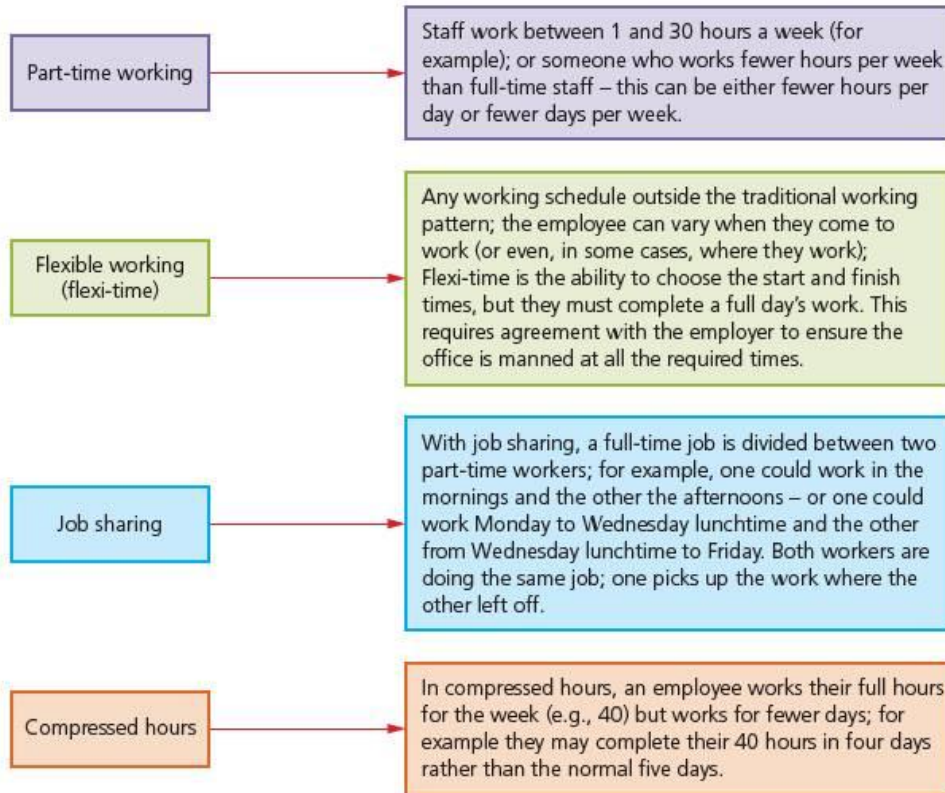 Part-time working
Staff work between 1 and 30 hours a week (for
example); or someone who works fewer hours per week
than full-time staff – this can be either fewer hours per
day or fewer days per week.
Flexible working
(flexi-time)
Any working schedule outside the traditional working
pattern; the employee can vary when they come to
work (or even, in some cases, where they work);
Flexi-time is the ability to choose the start and finish
times, but they must complete a full day's work. This
requires agreement with the employer to ensure the
office is manned at all the required times.
Job sharing
With job sharing, a full-time job is divided between two
part-time workers; for example, one could work in the
mornings and the other the afternoons – or one could
work Monday to Wednesday lunchtime and the other
from Wednesday lunchtime to Friday. Both workers are
doing the same job; one picks up the work where the
other left off.
Compressed hours
In compressed hours, an employee works their full hours
for the week (e.g., 40) but works for fewer days; for
example they may complete their 40 hours in four days
rather than the normal five days.